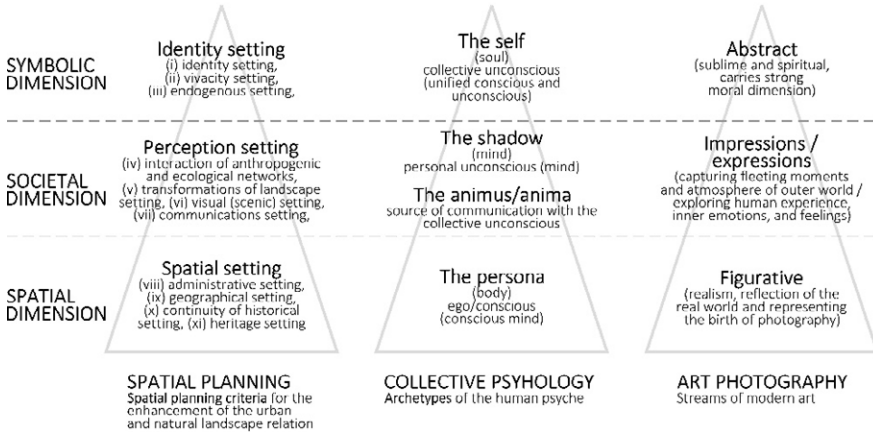 SYMBOLIC
DIMENSION
Identity setting
(i) identity setting,
(ii) vivacity setting,
(iii) endogenous setting,
The self
(soul)
collective unconscious
(unified conscious and
unconscious)
Abstract
(sublime and spiritual,
carries strong
moral dimension)
SOCIETAL
DIMENSION
Perception setting
(iv) interaction of anthropogenic
and ecological networks,
(v) transformations of landscape
setting, (vi) visual (scenic) setting,
(vii) communications setting,
The shadow
(mind)
personal unconscious (mind)
The animus/anima
source of communication with the
collective unconscious
Impressions /
expressions
(capturing fleeting moments
and atmosphere of outer world /
exploring human experience,
inner emotions, and feelings)
SPATIAL
DIMENSION
Spatial setting
(viii) administrative setting,
(ix) geographical setting,
(x) continuity of historical
setting, (xi) heritage setting
The persona
(body)
ego/conscious
(conscious mind)
Figurative
(realism, reflection of the
real world and representing
the birth of photography)
SPATIAL PLANNING
Spatial planning criteria for the
enhancement of the urban
and natural landscape relation
COLLECTIVE PSYHOLOGY
Archetypes of the human psyche
ART PHOTOGRAPHY
Streams of modern art